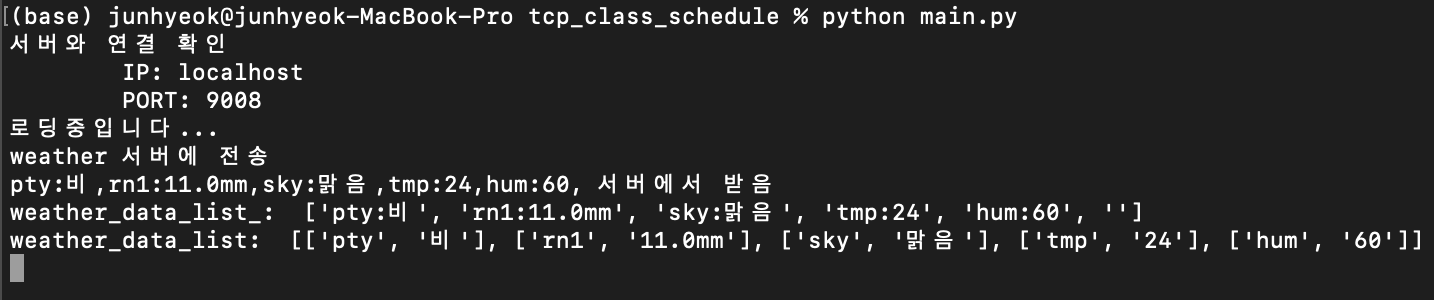 [(base) junhyeok@junhyeok-MacBook-Pro tcp_class_schedule % python main.py
서버와 연결 확인
IP: localhost
PORT: 9008
로딩중입니다...
weather 서버에 전송
pty:비,rn1:11.0mm,sky:맑음,tmp:24,hum:60, 서버에서 받음
weather_data_list_:  ['pty:비', 'rn1:11.0mm', 'sky:맑음', 'tmp:24', 'hum:60', '']
weather_data_list:  [['pty', '비'], ['rn1', '11.0mm'], ['sky', '맑음'], ['tmp', '24'], ['hum', '60']]